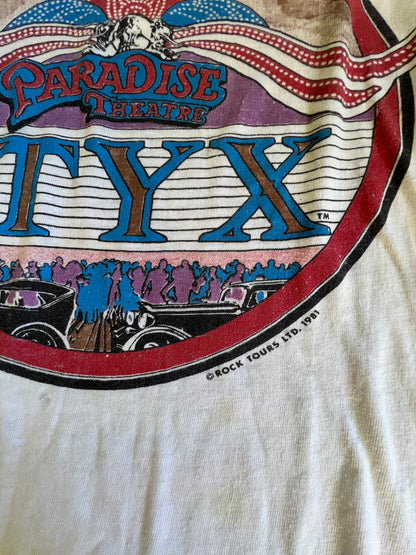 PARADISE
THEATRE
TYX ™
© ROCK TOURS LTD. 1981